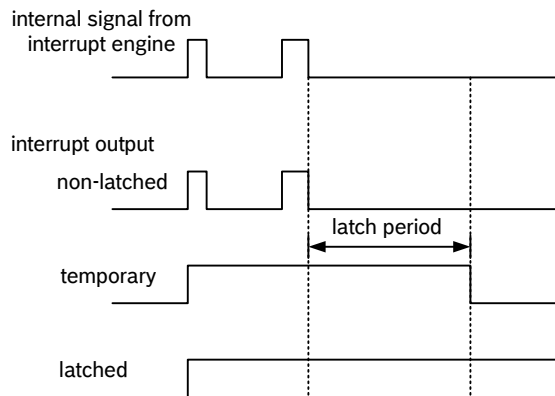 internal signal from
interrupt engine
interrupt output
non-latched
latch period
temporary
latched